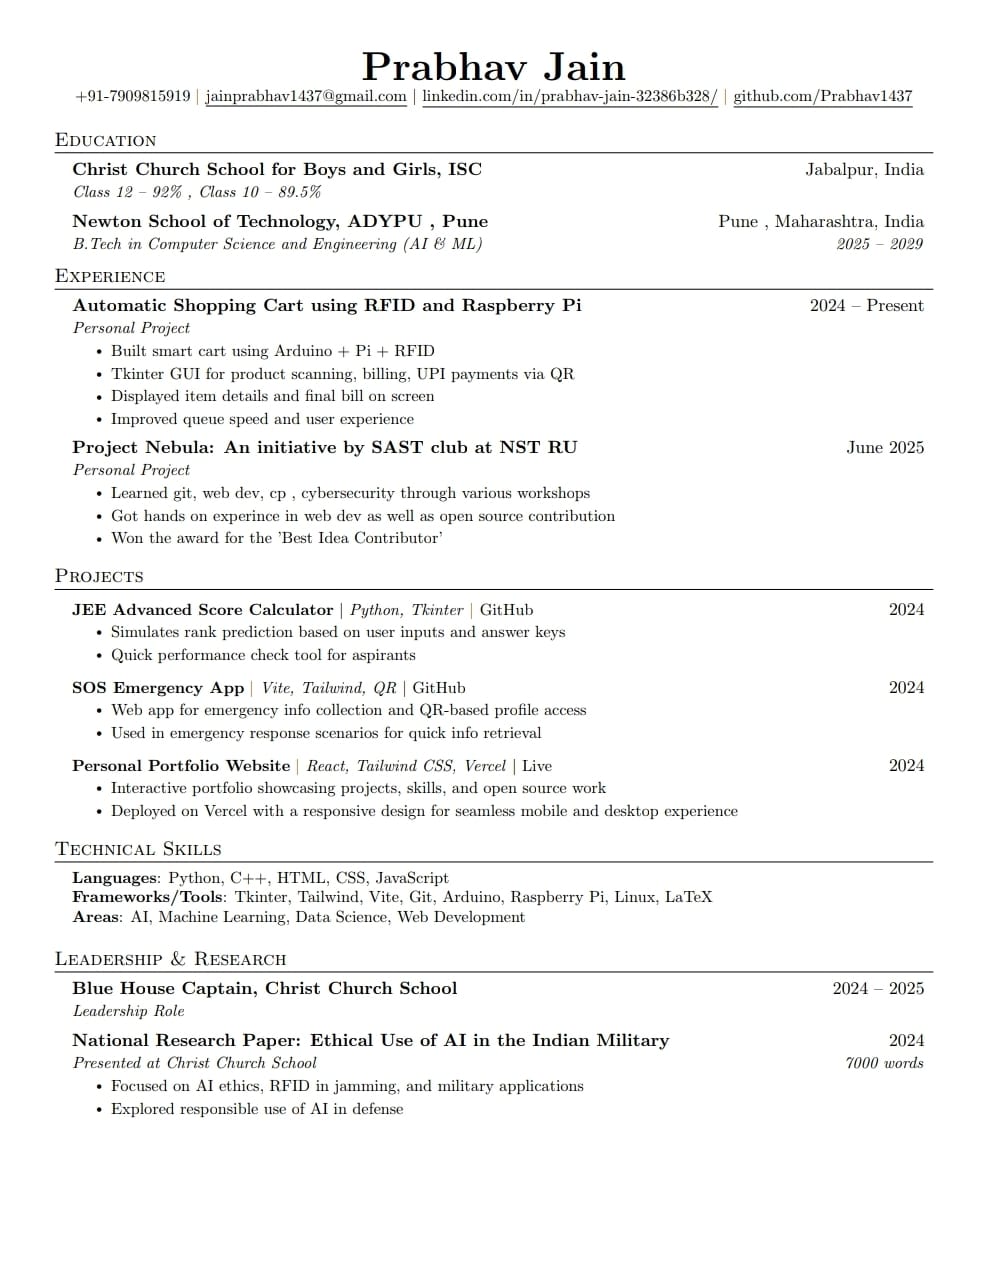 Prabhav Jain
+91-7909815919 | jainprabhav1437@gmail.com | linkedin.com/in/prabhav-jain-32386b328/ | github.com/Prabhav1437
Education
Christ Church School for Boys and Girls, ISC Jabalpur, India
Class 12 – 92% , Class 10 – 89.5%
Newton School of Technology, ADYPU , Pune Pune , Maharashtra, India
B.Tech in Computer Science and Engineering (AI & ML) 2025 – 2029
Experience
Automatic Shopping Cart using RFID and Raspberry Pi 2024 – Present
Personal Project
• Built smart cart using Arduino + Pi + RFID
• Tkinter GUI for product scanning, billing, UPI payments via QR
• Displayed item details and final bill on screen
• Improved queue speed and user experience
Project Nebula: An initiative by SAST club at NST RU June 2025
Personal Project
• Learned git, web dev, cp , cybersecurity through various workshops
• Got hands on experince in web dev as well as open source contribution
• Won the award for the 'Best Idea Contributor'
Projects
JEE Advanced Score Calculator | Python, Tkinter | GitHub 2024
• Simulates rank prediction based on user inputs and answer keys
• Quick performance check tool for aspirants
SOS Emergency App | Vite, Tailwind, QR | GitHub 2024
• Web app for emergency info collection and QR-based profile access
• Used in emergency response scenarios for quick info retrieval
Personal Portfolio Website | React, Tailwind CSS, Vercel | Live 2024
• Interactive portfolio showcasing projects, skills, and open source work
• Deployed on Vercel with a responsive design for seamless mobile and desktop experience
Technical Skills
Languages: Python, C++, HTML, CSS, JavaScript
Frameworks/Tools: Tkinter, Tailwind, Vite, Git, Arduino, Raspberry Pi, Linux, LaTeX
Areas: AI, Machine Learning, Data Science, Web Development
Leadership & Research
Blue House Captain, Christ Church School 2024 – 2025
Leadership Role
National Research Paper: Ethical Use of AI in the Indian Military 2024
Presented at Christ Church School 7000 words
• Focused on AI ethics, RFID in jamming, and military applications
• Explored responsible use of AI in defense